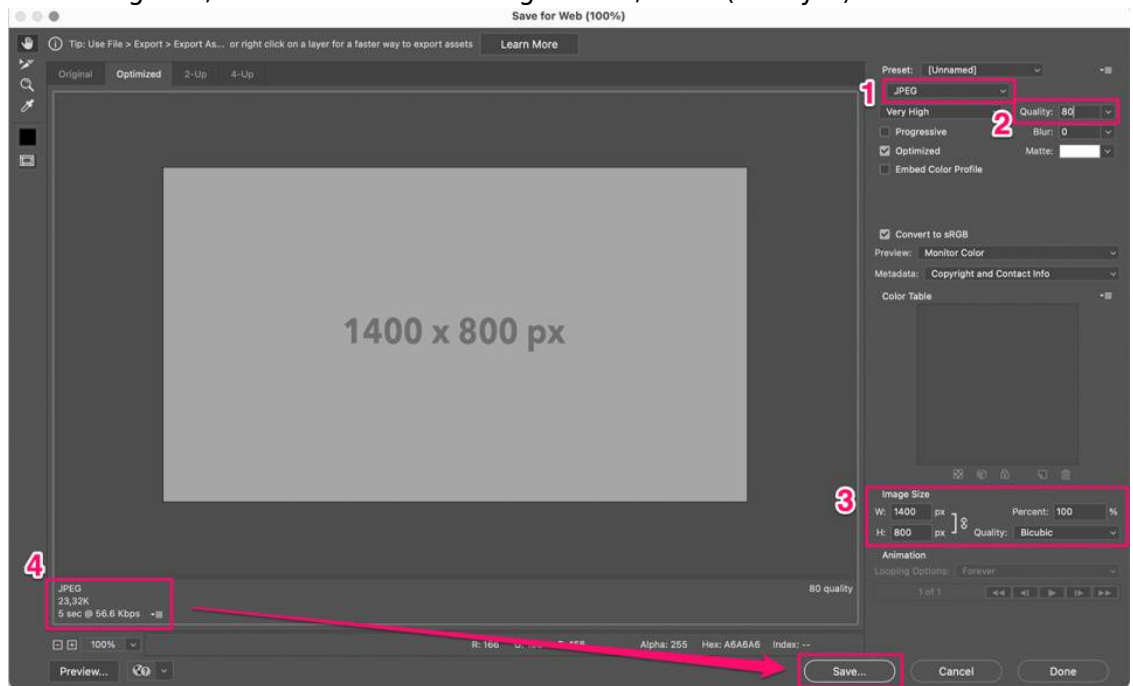 Save for Web (100%)
Tip: Use File > Export > Export As... or right click on a layer for a faster way to export assets
Learn More
Original Optimized 2-Up 4-Up
Preset: [Unnamed]
1
JPEG
Very High
2
Quality: 80
Progressive
Blur: 0
Optimized
Matte:
Embed Color Profile
Convert to sRGB
Preview: Monitor Color
Metadata: Copyright and Contact Info
Color Table
1400 x 800 px
3
Image Size
W: 1400 px
Percent: 100 %
H: 800 px
Quality: Bicubic
Animation
Looping Options: Forever
1 of 1
4
JPEG
23,32K
5 sec @ 56.6 Kbps
80 quality
100%
R: 166
Alpha: 255 Hex: A6A6A6 Index: --
Preview...
Save...
Cancel
Done